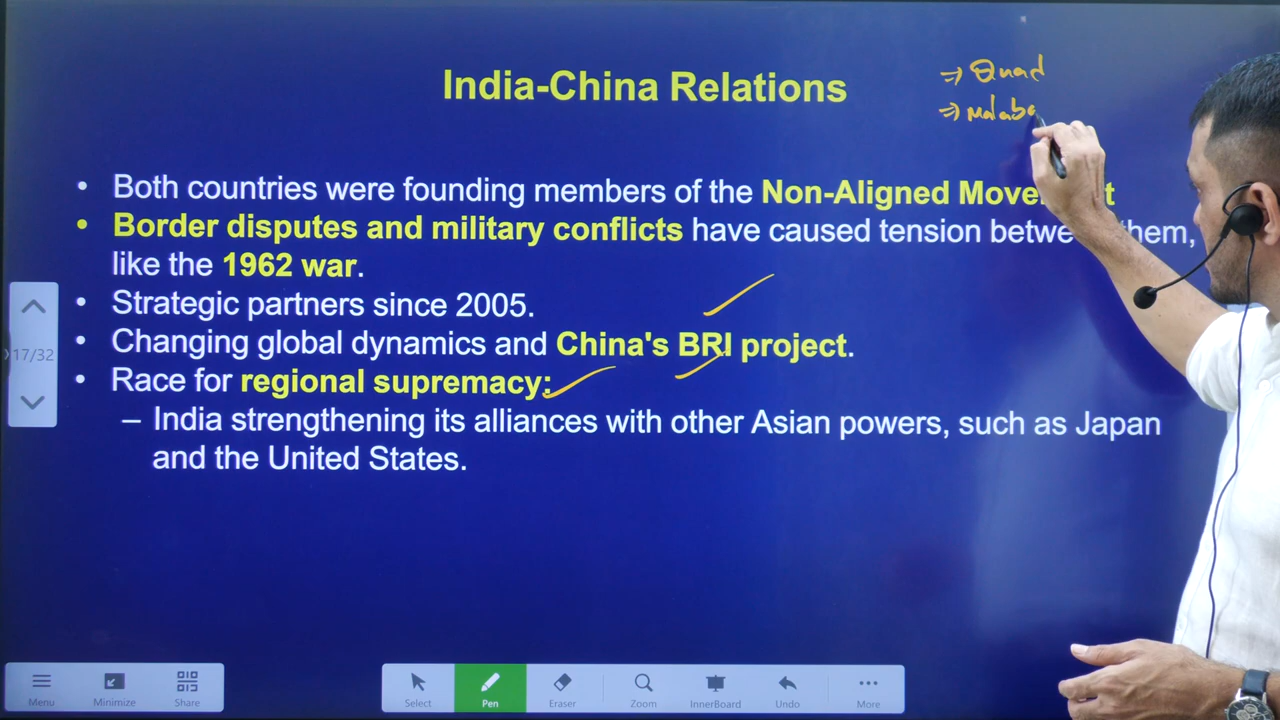 India-China Relations
⇒ Quad
⇒ Malaba
• Both countries were founding members of the Non-Aligned Move t
• Border disputes and military conflicts have caused tension betwe them,
like the 1962 war.
• Strategic partners since 2005.
• Changing global dynamics and China's BRI project.
• Race for regional supremacy:
– India strengthening its alliances with other Asian powers, such as Japan
and the United States.
17/32
Menu Minimize Share Select Pen Eraser Zoom InnerBoard Undo More